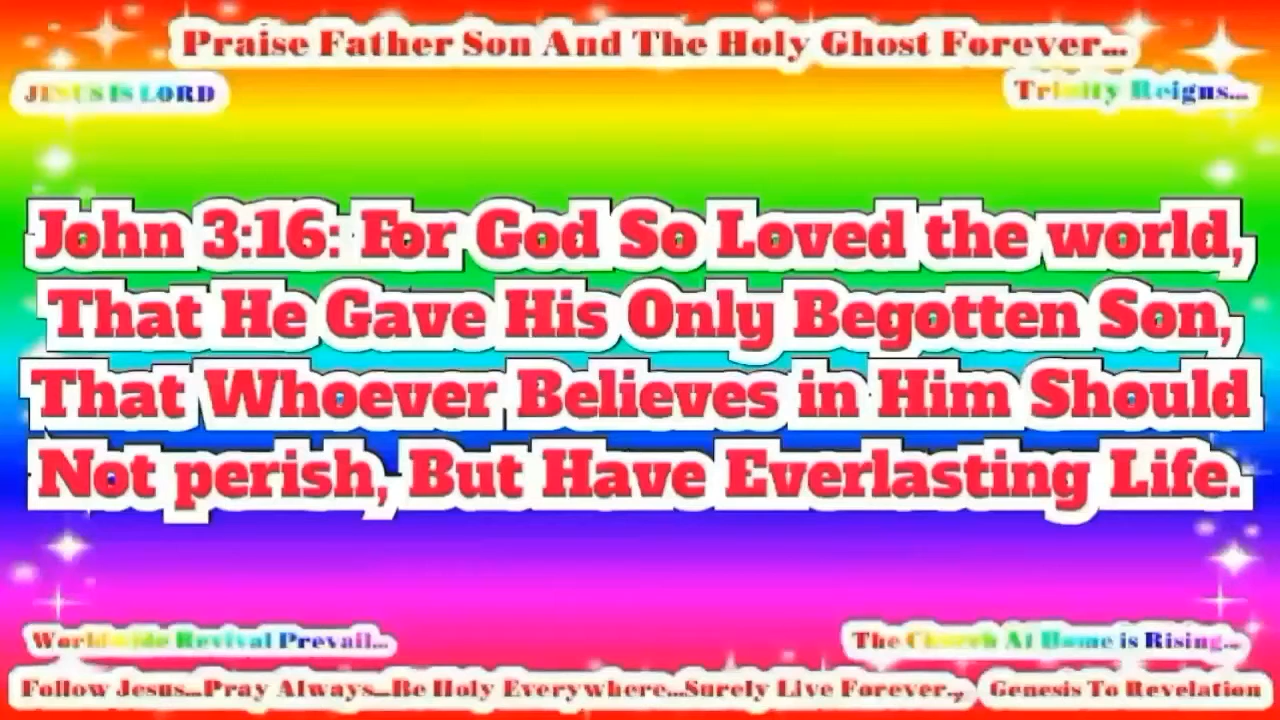 Praise Father Son And The Holy Ghost Forever...
JESUS IS LORD
Trinity Reigns...
John 3:16: For God So Loved the world,
That He Gave His Only Begotten Son,
That Whoever Believes in Him Should
Not perish, But Have Everlasting Life.
Worldwide Revival Prevail...
The Church At Home is Rising...
Follow Jesus...Pray Always...Be Holy Everywhere...Surely Live Forever..,
Genesis To Revelation